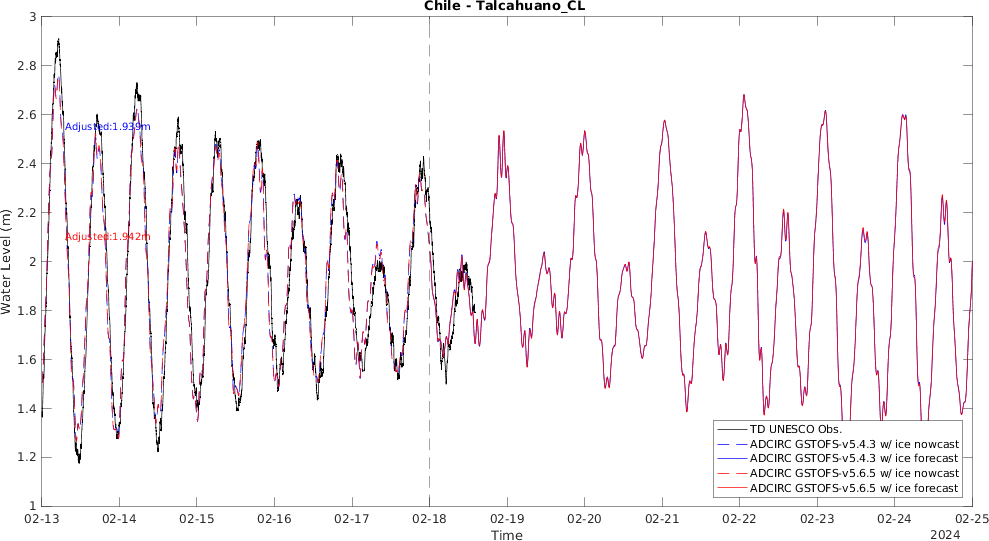 Chile - Talcahuano_CL
3
2.8
2.6
2.4
2.2
2
1.8
1.6
1.4
1.2
1
Water Level (m)
Adjusted:1.939m
Adjusted:1.942m
TD UNESCO Obs.
ADCIRC GSTOFS-v5.4.3 w/ ice nowcast
ADCIRC GSTOFS-v5.4.3 w/ ice forecast
ADCIRC GSTOFS-v5.6.5 w/ ice nowcast
ADCIRC GSTOFS-v5.6.5 w/ ice forecast
02-13 02-14 02-15 02-16 02-17 02-18 02-19 02-20 02-21 02-22 02-23 02-24 02-25
Time
2024